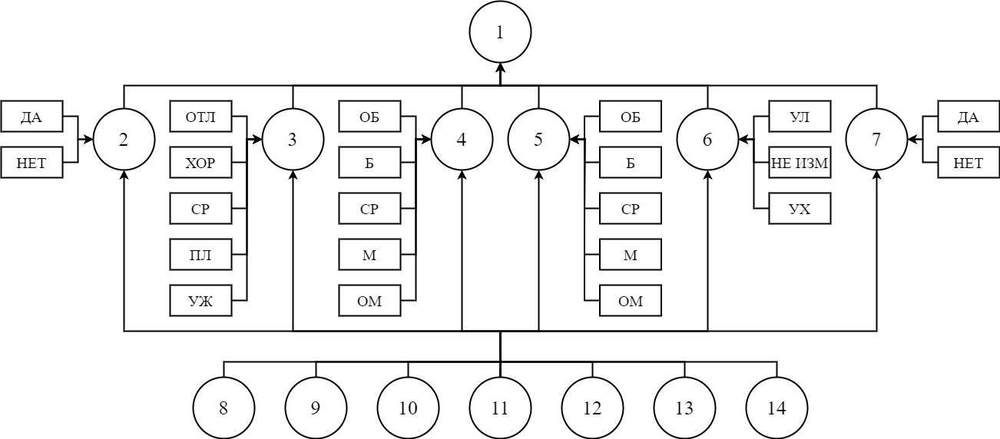 1
ДА
ОТЛ
ОБ
ОБ
УЛ
ДА
2
3
4
5
6
7
НЕТ
ХОР
Б
Б
НЕ ИЗМ
НЕТ
СР
СР
СР
УХ
ПЛ
М
М
УЖ
ОМ
ОМ
8
9
10
11
12
13
14